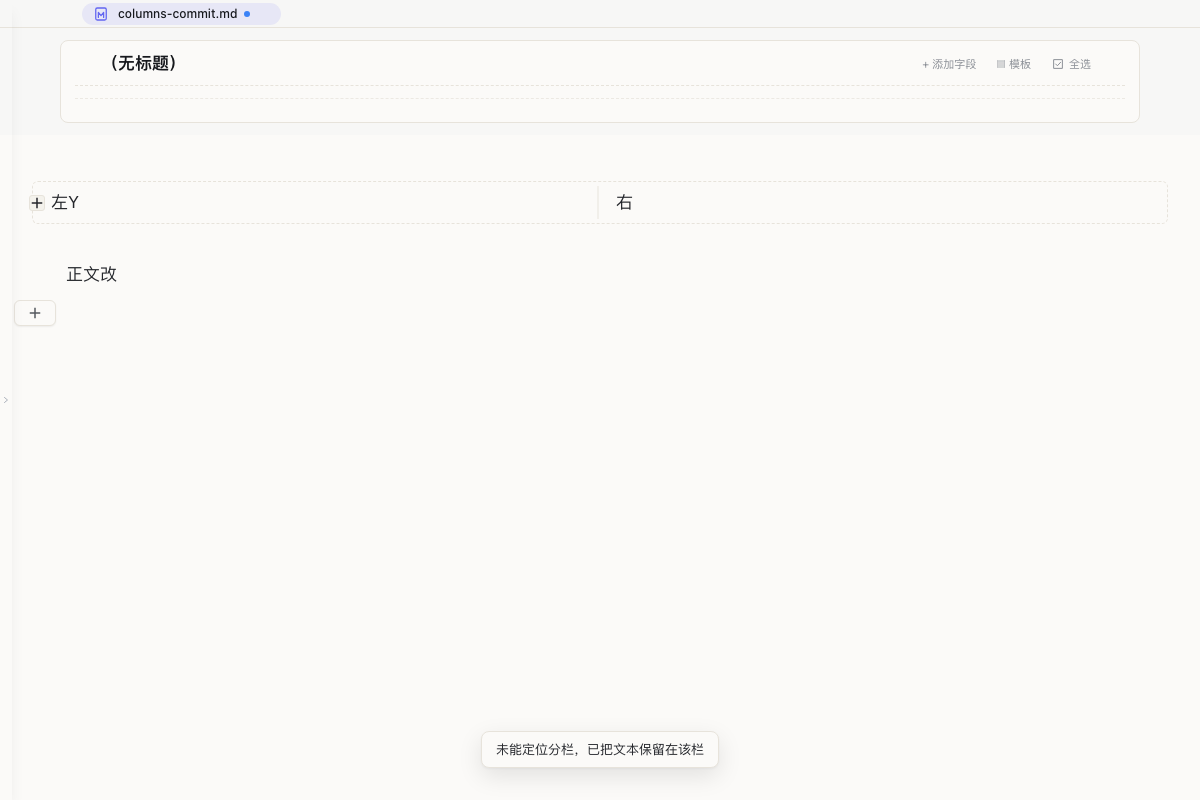 columns-commit.md
（无标题）
+ 添加字段 模板 全选
左Y 右
正文改
未能定位分栏，已把文本保留在该栏